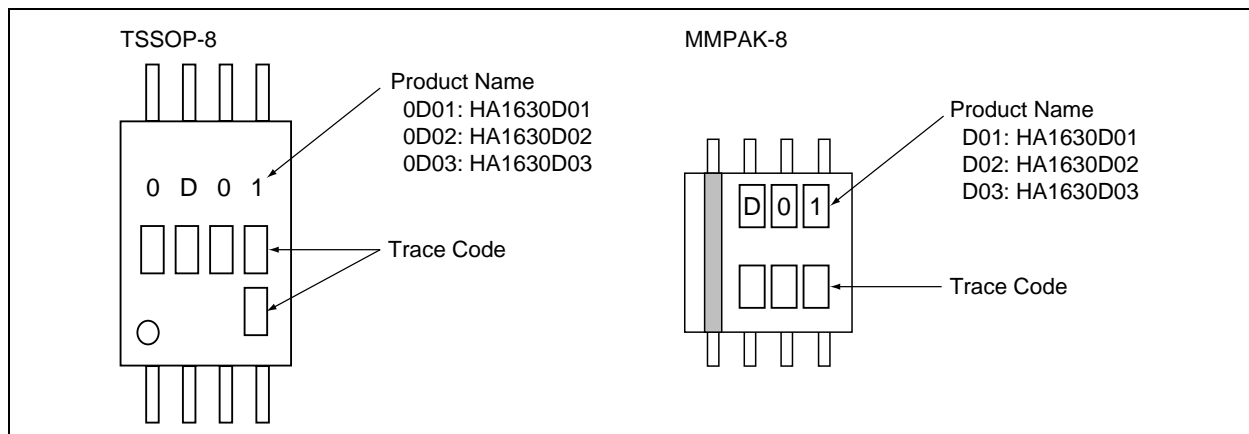 TSSOP-8
Product Name
0D01: HA1630D01
0D02: HA1630D02
0D03: HA1630D03
0 D 0 1
Trace Code
MMPAK-8
Product Name
D01: HA1630D01
D02: HA1630D02
D03: HA1630D03
D 0 1
Trace Code